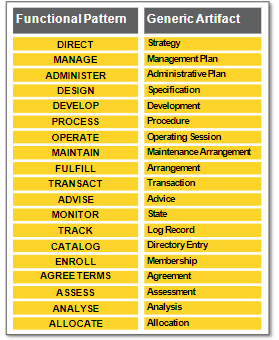 Functional Pattern Generic Artifact
DIRECT Strategy
MANAGE Management Plan
ADMINISTER Administrative Plan
DESIGN Specification
DEVELOP Development
PROCESS Procedure
OPERATE Operating Session
MAINTAIN Maintenance Arrangement
FULFILL Arrangement
TRANSACT Transaction
ADVISE Advice
MONITOR State
TRACK Log Record
CATALOG Directory Entry
ENROLL Membership
AGREE TERMS Agreement
ASSESS Assessment
ANALYSE Analysis
ALLOCATE Allocation